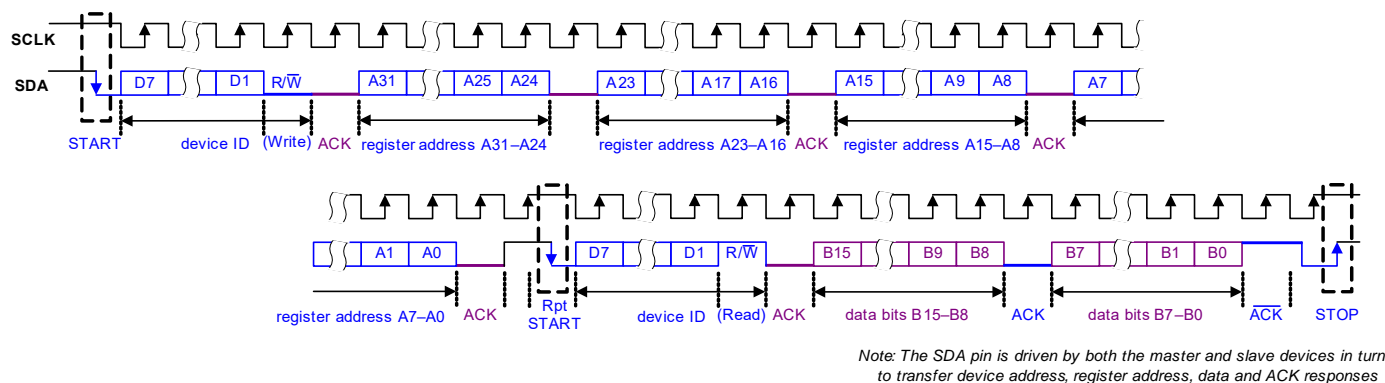 SCLK
SDA
D7 D1 R/W̅ A31 A25 A24 A23 A17 A16 A15 A9 A8 A7
START device ID (Write) ACK register address A31–A24 register address A23–A16 ACK register address A15–A8 ACK
A1 A0 D7 D1 R/W̅ B15 B9 B8 B7 B1 B0
register address A7–A0 ACK Rpt START device ID (Read) ACK data bits B15–B8 ACK data bits B7–B0 A̅C̅K̅ STOP
Note: The SDA pin is driven by both the master and slave devices in turn
to transfer device address, register address, data and ACK responses